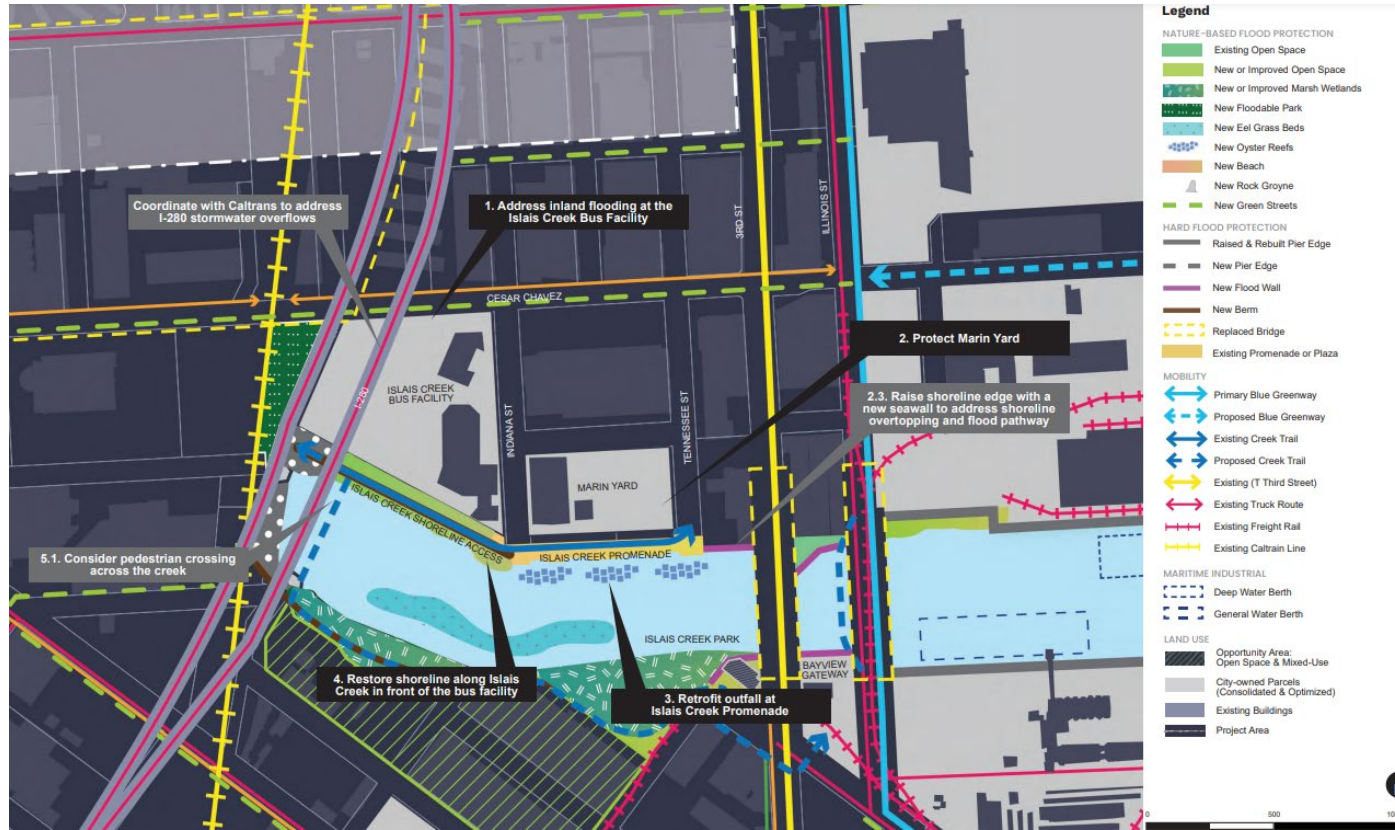 Coordinate with Caltrans to address
I-280 stormwater overflows
1. Address inland flooding at the
Islais Creek Bus Facility
3RD ST
ILLINOIS ST
CESAR CHAVEZ
2. Protect Marin Yard
I-280
ISLAIS CREEK
BUS FACILITY
INDIANA ST
TENNESSEE ST
2.3. Raise shoreline edge with a
new seawall to address shoreline
overtopping and flood pathway
MARIN YARD
ISLAIS CREEK SHORELINE ACCESS
ISLAIS CREEK PROMENADE
5.1. Consider pedestrian crossing
across the creek
ISLAIS CREEK PARK
BAYVIEW
GATEWAY
4. Restore shoreline along Islais
Creek in front of the bus facility
3. Retrofit outfall at
Islais Creek Promenade
Legend
NATURE-BASED FLOOD PROTECTION
Existing Open Space
New or Improved Open Space
New or Improved Marsh Wetlands
New Floodable Park
New Eel Grass Beds
New Oyster Reefs
New Beach
New Rock Groyne
New Green Streets
HARD FLOOD PROTECTION
Raised & Rebuilt Pier Edge
New Pier Edge
New Flood Wall
New Berm
Replaced Bridge
Existing Promenade or Plaza
MOBILITY
Primary Blue Greenway
Proposed Blue Greenway
Existing Creek Trail
Proposed Creek Trail
Existing (T Third Street)
Existing Truck Route
Existing Freight Rail
Existing Caltrain Line
MARITIME INDUSTRIAL
Deep Water Berth
General Water Berth
LAND USE
Opportunity Area:
Open Space & Mixed-Use
City-owned Parcels
(Consolidated & Optimized)
Existing Buildings
Project Area
0 500